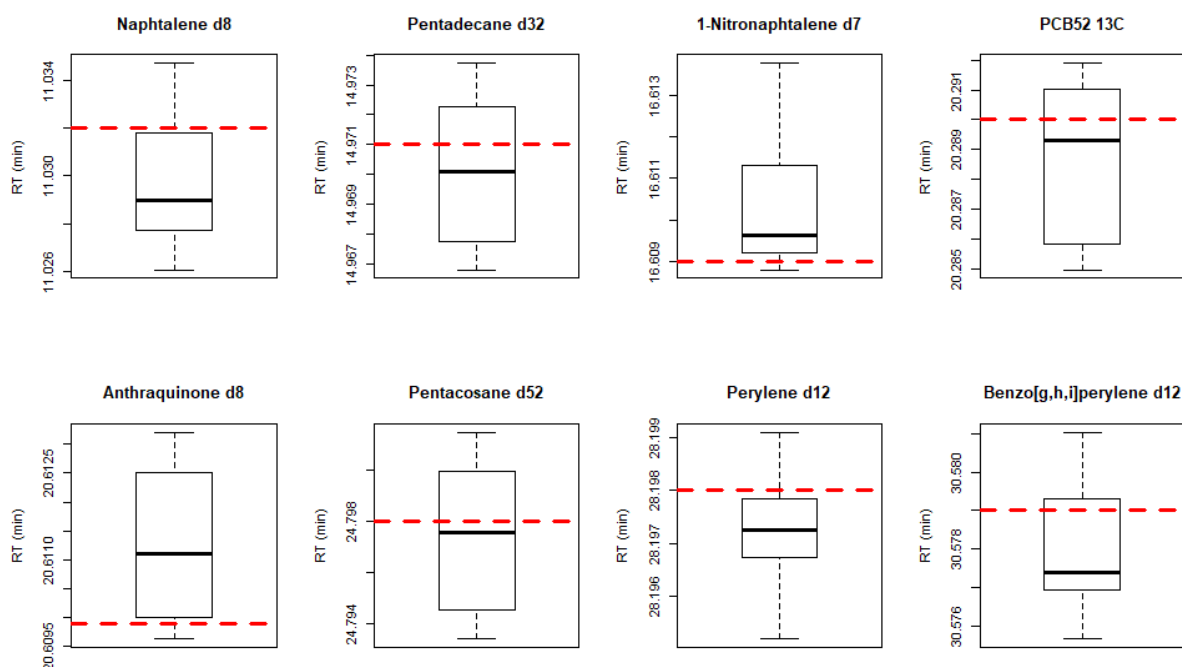 Naphtalene d8
RT (min)
11.034
11.030
11.026
Pentadecane d32
RT (min)
14.973
14.971
14.969
14.967
1-Nitronaphtalene d7
RT (min)
16.613
16.611
16.609
PCB52 13C
RT (min)
20.291
20.289
20.287
20.285
Anthraquinone d8
RT (min)
20.6125
20.6110
20.6095
Pentacosane d52
RT (min)
24.798
24.794
Perylene d12
RT (min)
28.199
28.198
28.197
28.196
Benzo[g,h,i]perylene d12
RT (min)
30.580
30.578
30.576